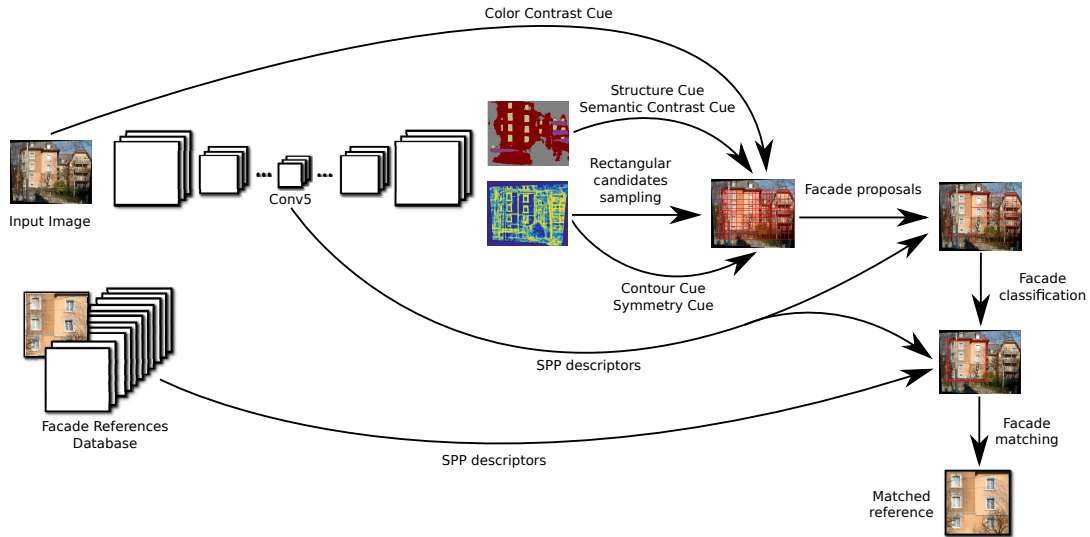 Color Contrast Cue
Structure Cue
Semantic Contrast Cue
Input Image
Conv5
Rectangular
candidates
sampling
Facade proposals
Contour Cue
Symmetry Cue
Facade
classification
SPP descriptors
Facade References
Database
SPP descriptors
Facade
matching
Matched
reference